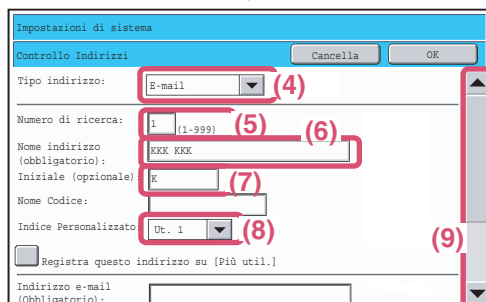 Impostazioni di sistema
Controllo Indirizzi Cancella OK
Tipo indirizzo: E-mail (4)
Numero di ricerca: 1 (1-999) (5)
(6)
Nome indirizzo KKK KKK
(obbligatorio):
Iniziale (opzionale): K (7)
Nome Codice:
Indice Personalizzato: Ut. 1 (8)
(9)
Registra questo indirizzo su [Più util.]
Indirizzo e-mail
(Obbligatorio):